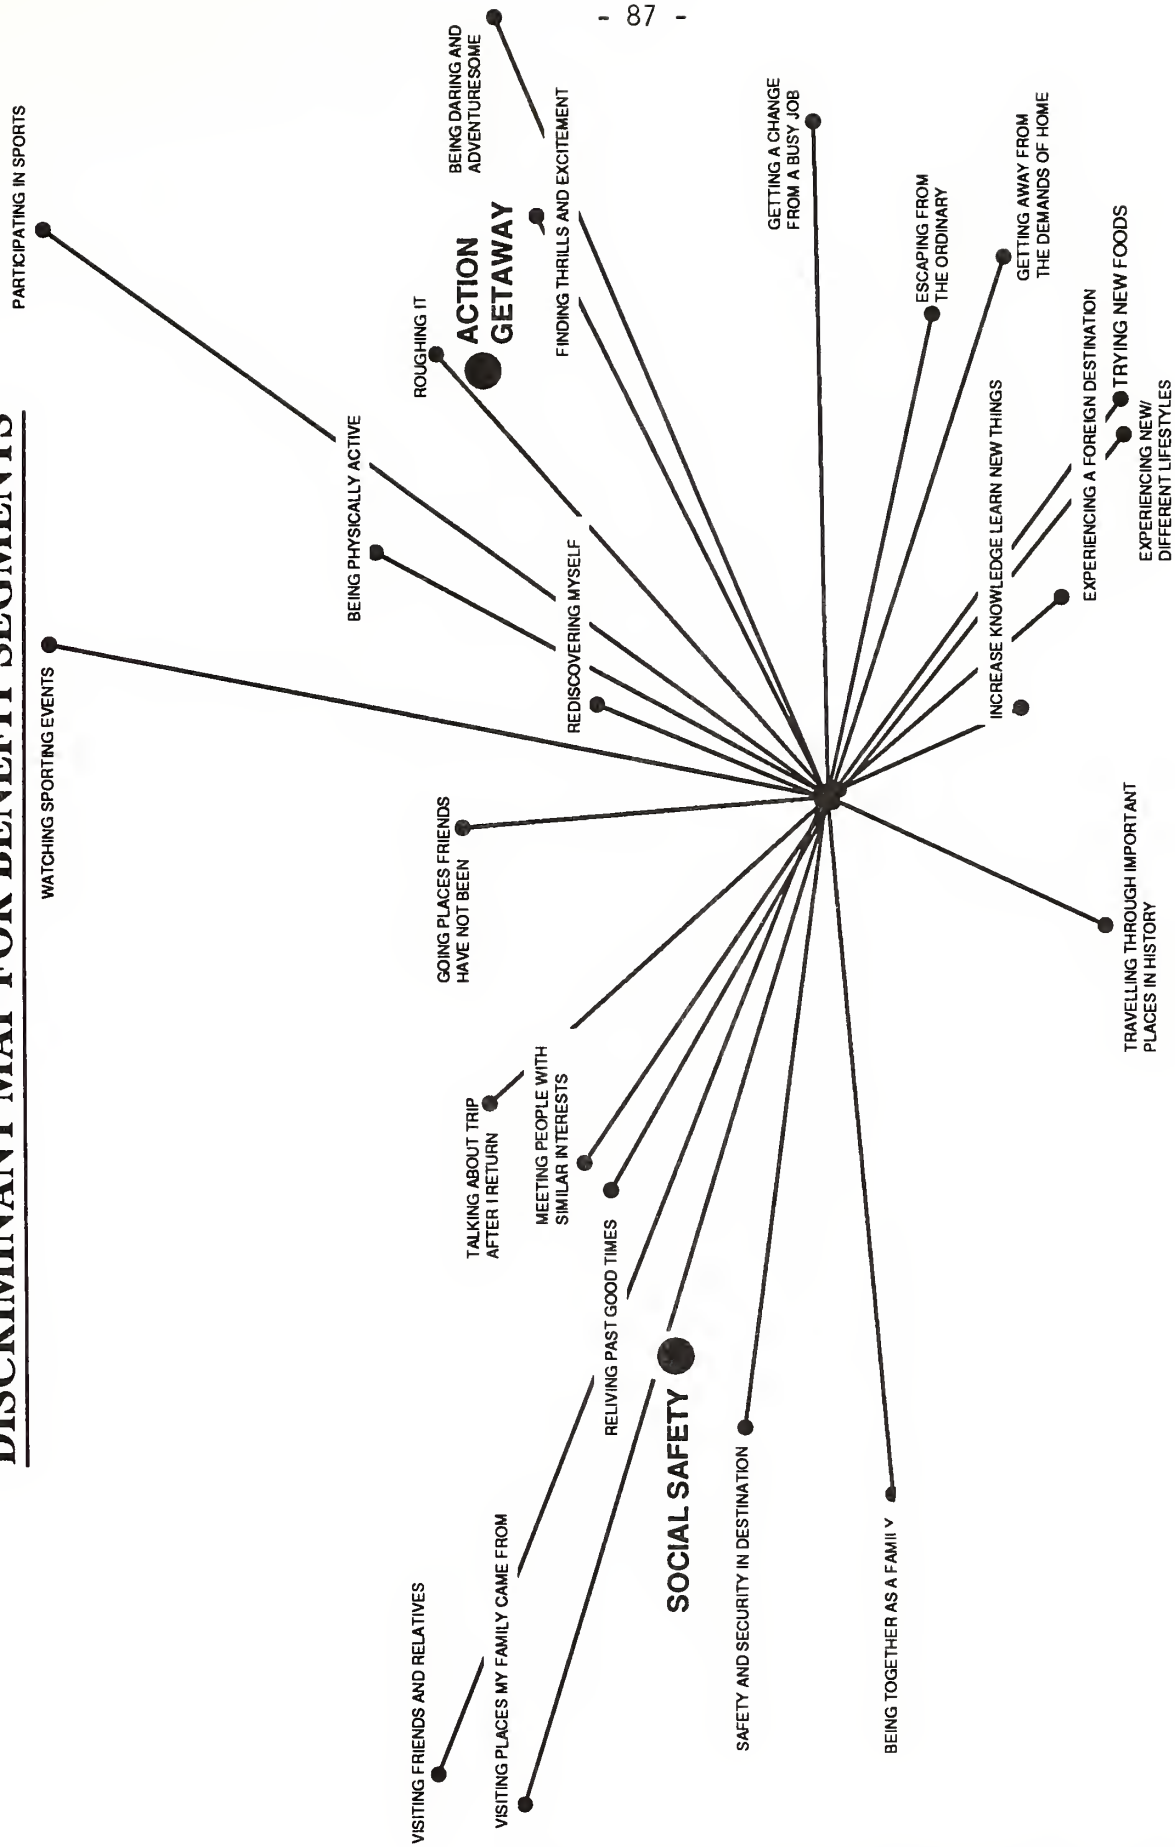 - 87 -
DISCRIMINANT MAP FOR BENEFIT SEGMENTS
WATCHING SPORTING EVENTS
PARTICIPATING IN SPORTS
BEING PHYSICALLY ACTIVE
ROUGHING IT
BEING DARING AND
ADVENTURESOME
ACTION
GETAWAY
FINDING THRILLS AND EXCITEMENT
REDISCOVERING MYSELF
GOING PLACES FRIENDS
HAVE NOT BEEN
TALKING ABOUT TRIP
AFTER I RETURN
MEETING PEOPLE WITH
SIMILAR INTERESTS
RELIVING PAST GOOD TIMES
VISITING FRIENDS AND RELATIVES
VISITING PLACES MY FAMILY CAME FROM
SOCIAL SAFETY
SAFETY AND SECURITY IN DESTINATION
BEING TOGETHER AS A FAMILY
GETTING A CHANGE
FROM A BUSY JOB
ESCAPING FROM
THE ORDINARY
GETTING AWAY FROM
THE DEMANDS OF HOME
INCREASE KNOWLEDGE LEARN NEW THINGS
EXPERIENCING A FOREIGN DESTINATION
TRYING NEW FOODS
EXPERIENCING NEW/
DIFFERENT LIFESTYLES
TRAVELLING THROUGH IMPORTANT
PLACES IN HISTORY